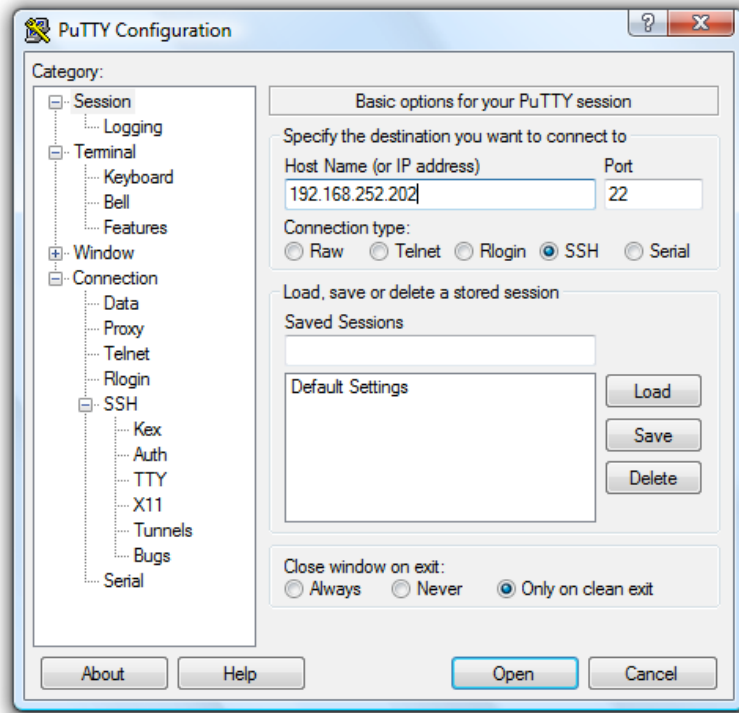 PuTTY Configuration
Category:
Session
Logging
Terminal
Keyboard
Bell
Features
Window
Connection
Data
Proxy
Telnet
Rlogin
SSH
Kex
Auth
TTY
X11
Tunnels
Bugs
Serial
Basic options for your PuTTY session
Specify the destination you want to connect to
Host Name (or IP address) Port
192.168.252.202 22
Connection type:
Raw Telnet Rlogin SSH Serial
Load, save or delete a stored session
Saved Sessions
Default Settings
Load
Save
Delete
Close window on exit:
Always Never Only on clean exit
About Help Open Cancel